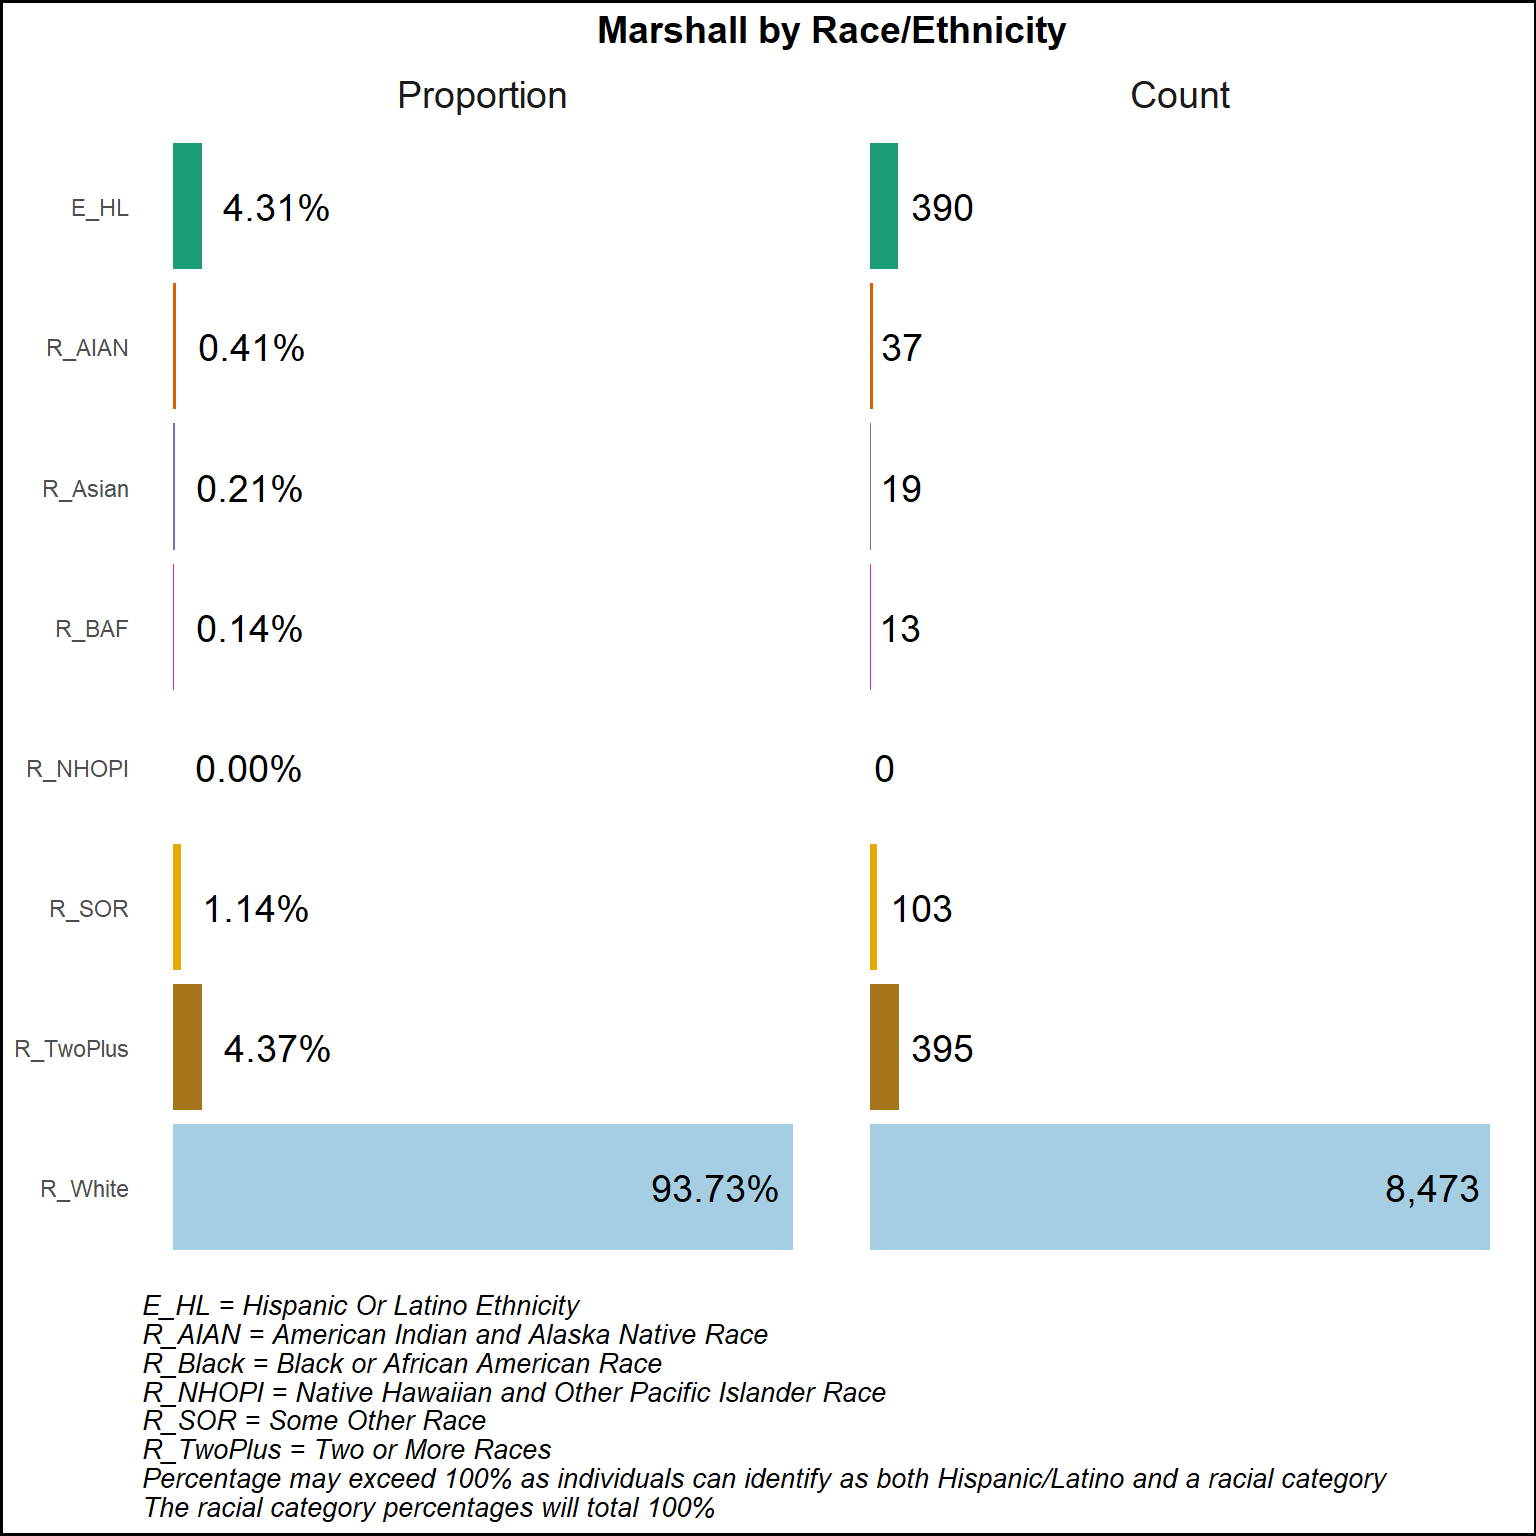 Marshall by Race/Ethnicity
Proportion Count
E_HL 4.31% 390
R_AIAN 0.41% 37
R_Asian 0.21% 19
R_BAF 0.14% 13
R_NHOPI 0.00% 0
R_SOR 1.14% 103
R_TwoPlus 4.37% 395
R_White 93.73% 8,473
E_HL = Hispanic Or Latino Ethnicity
R_AIAN = American Indian and Alaska Native Race
R_Black = Black or African American Race
R_NHOPI = Native Hawaiian and Other Pacific Islander Race
R_SOR = Some Other Race
R_TwoPlus = Two or More Races
Percentage may exceed 100% as individuals can identify as both Hispanic/Latino and a racial category
The racial category percentages will total 100%